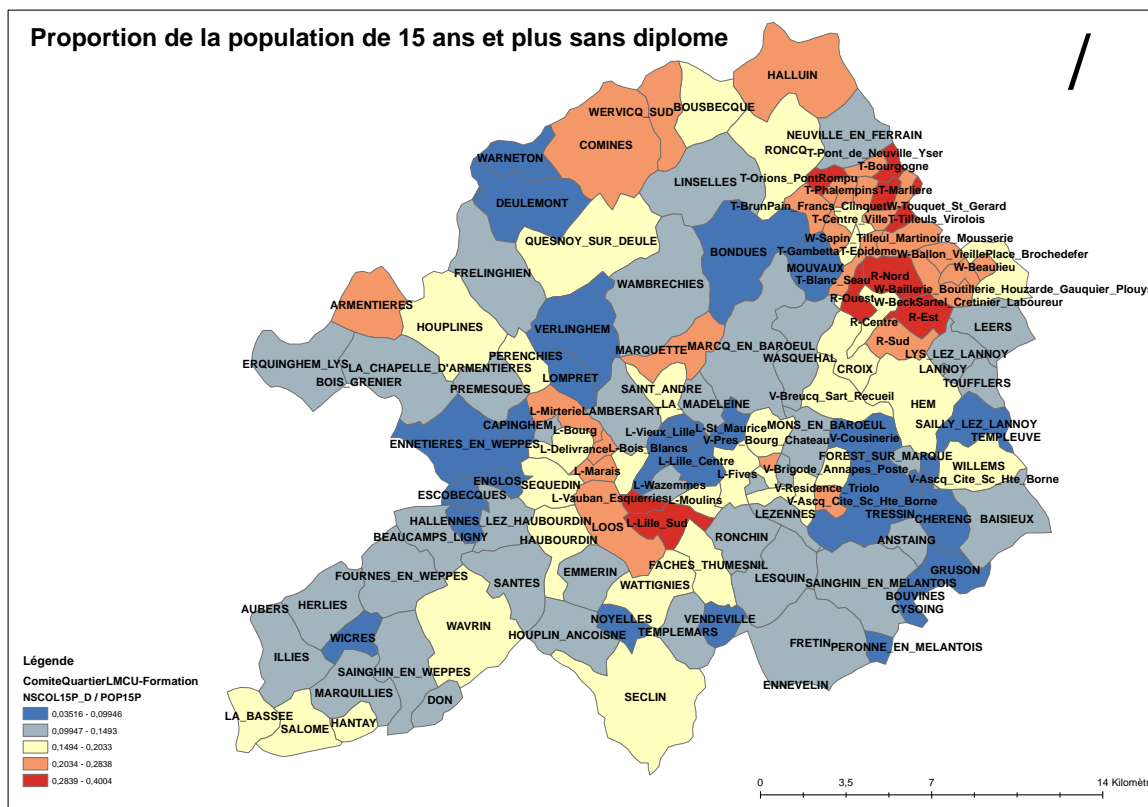 Proportion de la population de 15 ans et plus sans diplome
HALLUIN
WERVICQ_SUD
BOUSBECQUE
COMINES
NEUVILLE_EN_FERRAIN
RONCQ
T-Pont_de_Neuville_Yser
WARNETON
T-Bourgogne
LINSELLES
T-Orions_PontRompu
T-Phalempins
T-Marliere
DEULEMONT
T-BrunPain_Francs_Clinquet
W-Touquet_St_Gerard
T-Centre_Ville
T-Tilleuls_Virolois
QUESNOY_SUR_DEULE
W-Sapin_Tilleul_Martinoire_Mousserie
BONDUES
T-Gambetta
T-Epideme
W-Ballon_VieillePlace_Brochedefer
FRELINGHIEN
MOUVAUX
W-Beaulieu
T-Blanc_Seau
R-Nord
WAMBRECHIES
W-Baillerie_Boutillerie_Houzarde_Gauquier_Plouys
ARMENTIERES
R-Ouest
W-BeckSartel_Cretinier_Laboureur
R-Centre
R-Est
HOUPLINES
VERLINGHEM
LEERS
R-Sud
MARQUETTE
MARCQ_EN_BAROEUL
LYS_LEZ_LANNOY
PERENCHIES
WASQUEHAL
ERQUINGHEM_LYS
LA_CHAPELLE_D'ARMENTIERES
CROIX
LANNOY
BOIS_GRENIER
PREMESQUES
LOMPRET
SAINT_ANDRE
TOUFFLERS
V-Breucq_Sart_Recueil
HEM
LA_MADELEINE
L-Mirterie
LAMBERSART
CAPINGHEM
L-Bourg
L-Vieux_Lille
L-St_Maurice
MONS_EN_BAROEUL
SAILLY_LEZ_LANNOY
ENNETIERES_EN_WEPPES
V-Pres_Bourg_Chateau
V-Cousinerie
TEMPLEUVE
L-Delivrance
L-Bois_Blancs
L-Lille_Centre
FOREST_SUR_MARQUE
L-Marais
L-Fives
V-Brigode_Annapes_Poste
WILLEMS
ENGLOS
SEQUEDIN
L-Wazemmes
V-Residence_Triolo
V-Ascq_Cite_Sc_Hte_Borne
ESCOBECQUES
L-Vauban_Esquerries
L-Moulins
V-Ascq_Cite_Sc_Hte_Borne
HALLENNES_LEZ_HAUBOURDIN
LOOS
L-Lille_Sud
LEZENNES
TRESSIN
CHERENG
BAISIEUX
BEAUCAMPS_LIGNY
HAUBOURDIN
RONCHIN
ANSTAING
FACHES_THUMESNIL
GRUSON
FOURNES_EN_WEPPES
SANTES
EMMERIN
WATTIGNIES
LESQUIN
SAINGHIN_EN_MELANTOIS
BOUVINES
AUBERS
HERLIES
CYSOING
NOYELLES
VENDEVILLE
WAVRIN
HOUPLIN_ANCOISNE
TEMPLEMARS
WICRES
FRETIN
PERONNE_EN_MELANTOIS
ILLIES
SAINGHIN_EN_WEPPES
ENNEVELIN
MARQUILLIES
DON
SECLIN
LA_BASSEE
SALOME
HANTAY
Légende
ComiteQuartierLMCU-Formation
NSCOL15P_D / POP15P
0,03516 - 0,09946
0,09947 - 0,1493
0,1494 - 0,2033
0,2034 - 0,2838
0,2839 - 0,4004
0 3,5 7 14 Kilomètr